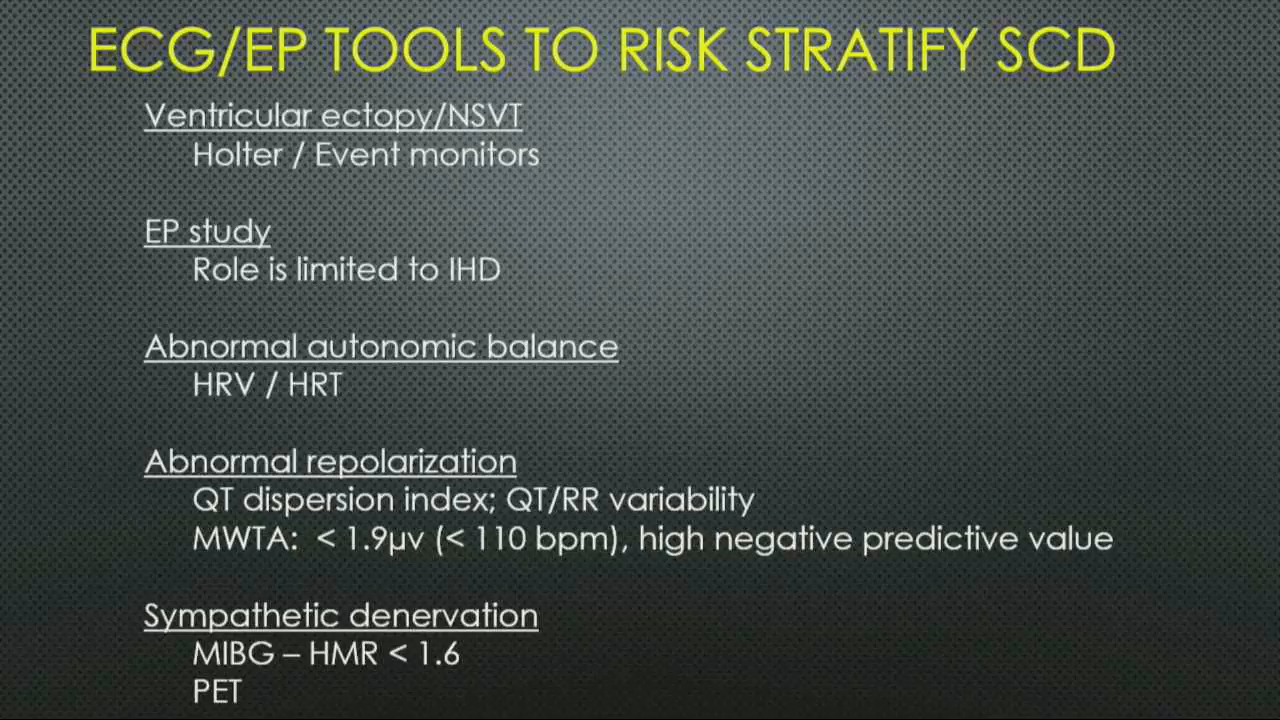 ECG/EP TOOLS TO RISK STRATIFY SCD
Ventricular ectopy/NSVT
Holter / Event monitors
EP study
Role is limited to IHD
Abnormal autonomic balance
HRV / HRT
Abnormal repolarization
QT dispersion index; QT/RR variability
MWTA: < 1.9µv (< 110 bpm), high negative predictive value
Sympathetic denervation
MIBG – HMR < 1.6
PET